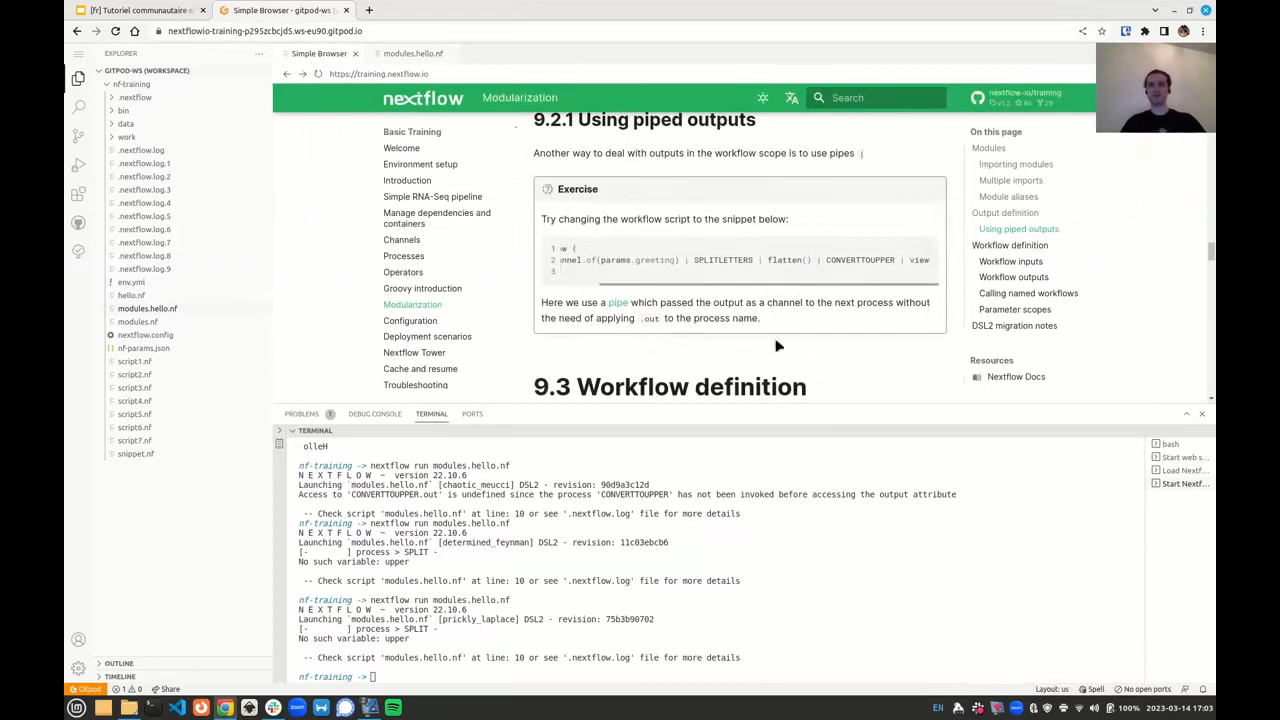 [fr] Tutoriel communautaire e
Simple Browser - gitpod-ws (
nextflowio-training-p295zcbcjd5.ws-eu90.gitpod.io
EXPLORER
GITPOD-WS (WORKSPACE)
nf-training
.nextflow
bin
data
work
.nextflow.log
.nextflow.log.1
.nextflow.log.2
.nextflow.log.3
.nextflow.log.4
.nextflow.log.5
.nextflow.log.6
.nextflow.log.7
.nextflow.log.8
.nextflow.log.9
env.yml
hello.nf
modules.hello.nf
modules.nf
nextflow.config
nf-params.json
script1.nf
script2.nf
script3.nf
script4.nf
script5.nf
script6.nf
script7.nf
snippet.nf
OUTLINE
TIMELINE
Simple Browser
modules.hello.nf
https://training.nextflow.io
nextflow
Modularization
Search
nextflow-io/training
Basic Training
Welcome
Environment setup
Introduction
Simple RNA-Seq pipeline
Manage dependencies and
containers
Channels
Processes
Operators
Groovy introduction
Modularization
Configuration
Deployment scenarios
Nextflow Tower
Cache and resume
Troubleshooting
9.2.1 Using piped outputs
Another way to deal with outputs in the workflow scope is to use pipes |
Exercise
Try changing the workflow script to the snippet below:
1 ow {
2 nnel.of(params.greeting) | SPLITLETTERS | flatten() | CONVERTTOUPPER | view
3
Here we use a pipe which passed the output as a channel to the next process without
the need of applying .out to the process name.
9.3 Workflow definition
On this page
Modules
Importing modules
Multiple imports
Module aliases
Output definition
Using piped outputs
Workflow definition
Workflow inputs
Workflow outputs
Calling named workflows
Parameter scopes
DSL2 migration notes
Resources
Nextflow Docs
PROBLEMS 1
DEBUG CONSOLE
TERMINAL
PORTS
TERMINAL
olleH
nf-training -> nextflow run modules.hello.nf
N E X T F L O W ~ version 22.10.6
Launching `modules.hello.nf` [chaotic_meucci] DSL2 - revision: 90d9a3c12d
Access to 'CONVERTTOUPPER.out' is undefined since the process 'CONVERTTOUPPER' has not been invoked before accessing the output attribute
-- Check script 'modules.hello.nf' at line: 10 or see '.nextflow.log' file for more details
nf-training -> nextflow run modules.hello.nf
N E X T F L O W ~ version 22.10.6
Launching `modules.hello.nf` [determined_feynman] DSL2 - revision: 11c03ebcb6
[- ] process > SPLIT -
No such variable: upper
-- Check script 'modules.hello.nf' at line: 10 or see '.nextflow.log' file for more details
nf-training -> nextflow run modules.hello.nf
N E X T F L O W ~ version 22.10.6
Launching `modules.hello.nf` [prickly_laplace] DSL2 - revision: 75b3b90702
[- ] process > SPLIT -
No such variable: upper
-- Check script 'modules.hello.nf' at line: 10 or see '.nextflow.log' file for more details
nf-training ->
bash
Start web s...
Load Nextf...
Start Nextf...
Gitpod
1 0
Share
Layout: us
Spell
No open ports
EN
100%
2023-03-14 17:03